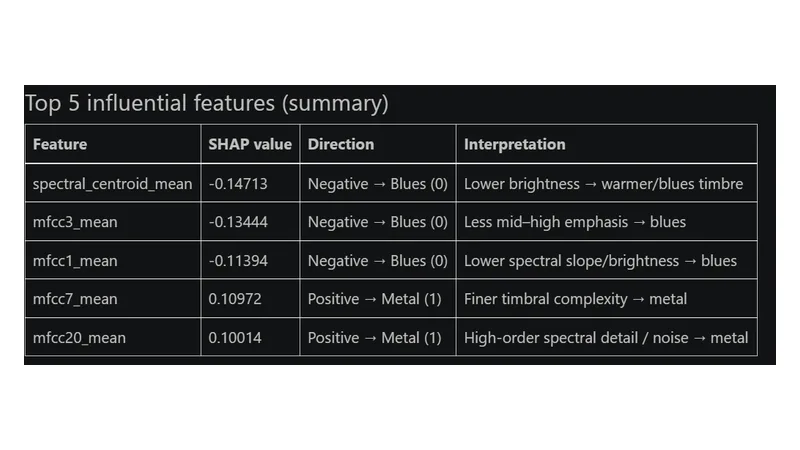 Top 5 influential features (summary)
Feature SHAP value Direction Interpretation
spectral_centroid_mean -0.14713 Negative → Blues (0) Lower brightness → warmer/blues timbre
mfcc3_mean -0.13444 Negative → Blues (0) Less mid–high emphasis → blues
mfcc1_mean -0.11394 Negative → Blues (0) Lower spectral slope/brightness → blues
mfcc7_mean 0.10972 Positive → Metal (1) Finer timbral complexity → metal
mfcc20_mean 0.10014 Positive → Metal (1) High-order spectral detail / noise → metal